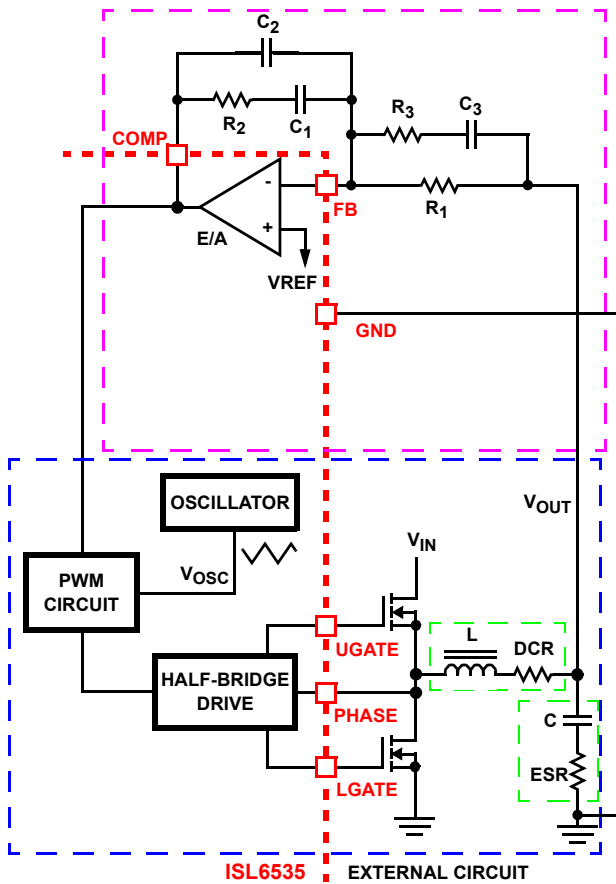 C2
R2
C1
R3
C3
COMP
-
+
E/A
FB
R1
VREF
GND
OSCILLATOR
VOSC
PWM
CIRCUIT
VOUT
VIN
UGATE
L
DCR
HALF-BRIDGE
DRIVE
PHASE
C
ESR
LGATE
ISL6535
EXTERNAL CIRCUIT